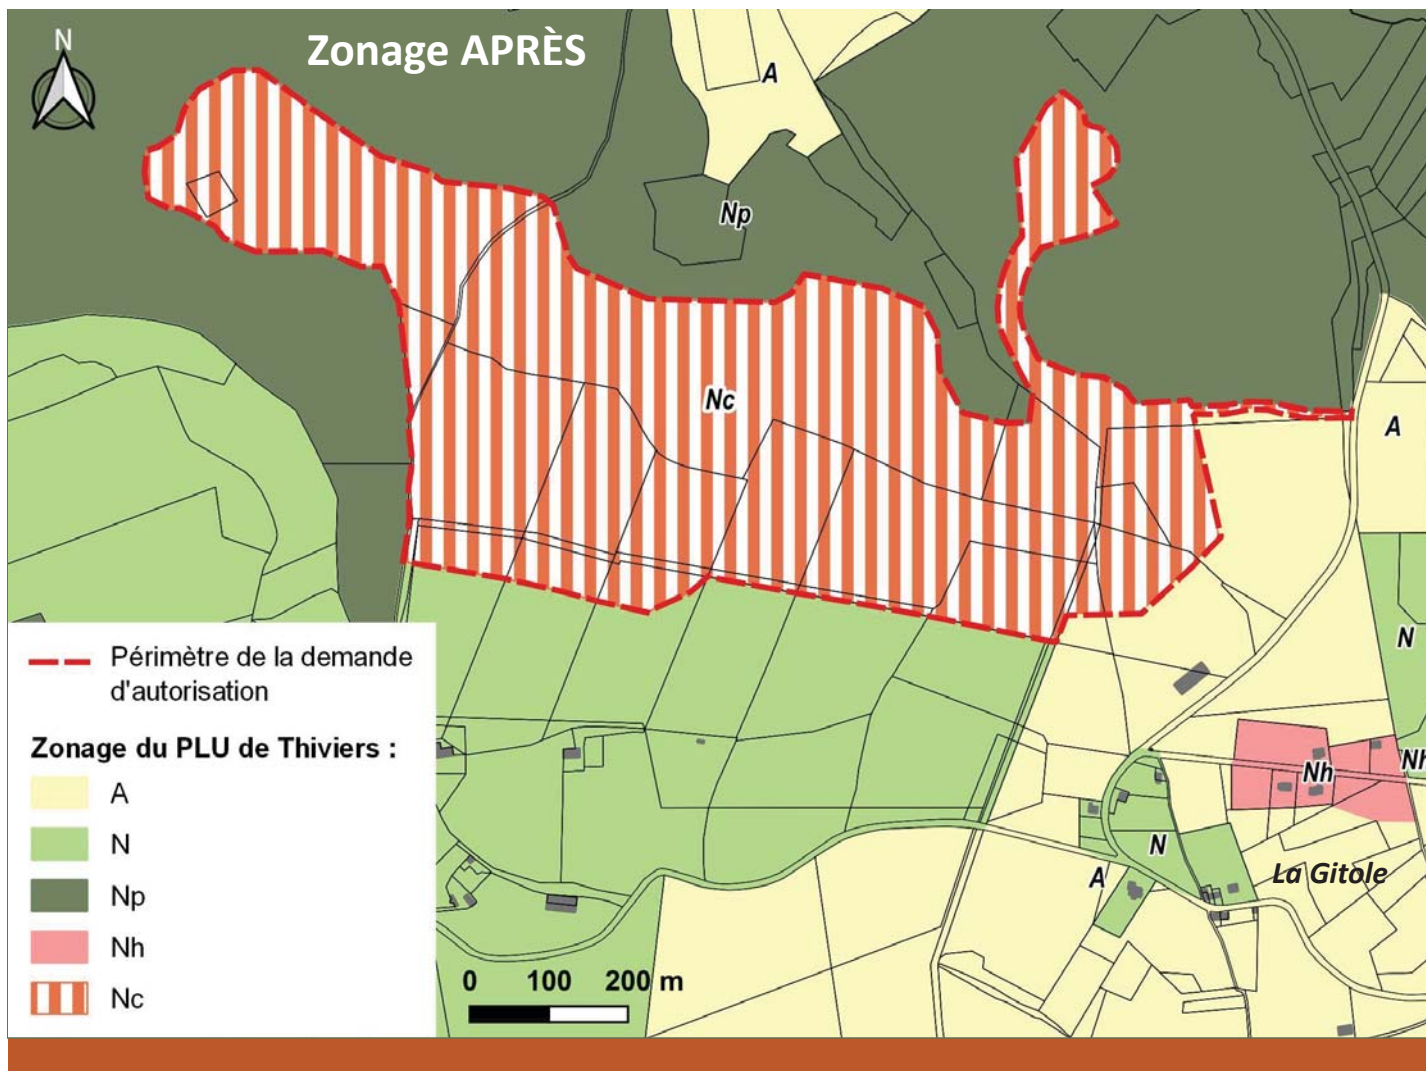 N
Zonage APRÈS
A
Np
Nc
A
N
Nh
Nh
N
A
La Gitole
Périmètre de la demande
d'autorisation
Zonage du PLU de Thiviers :
A
N
Np
Nh
Nc
0 100 200 m